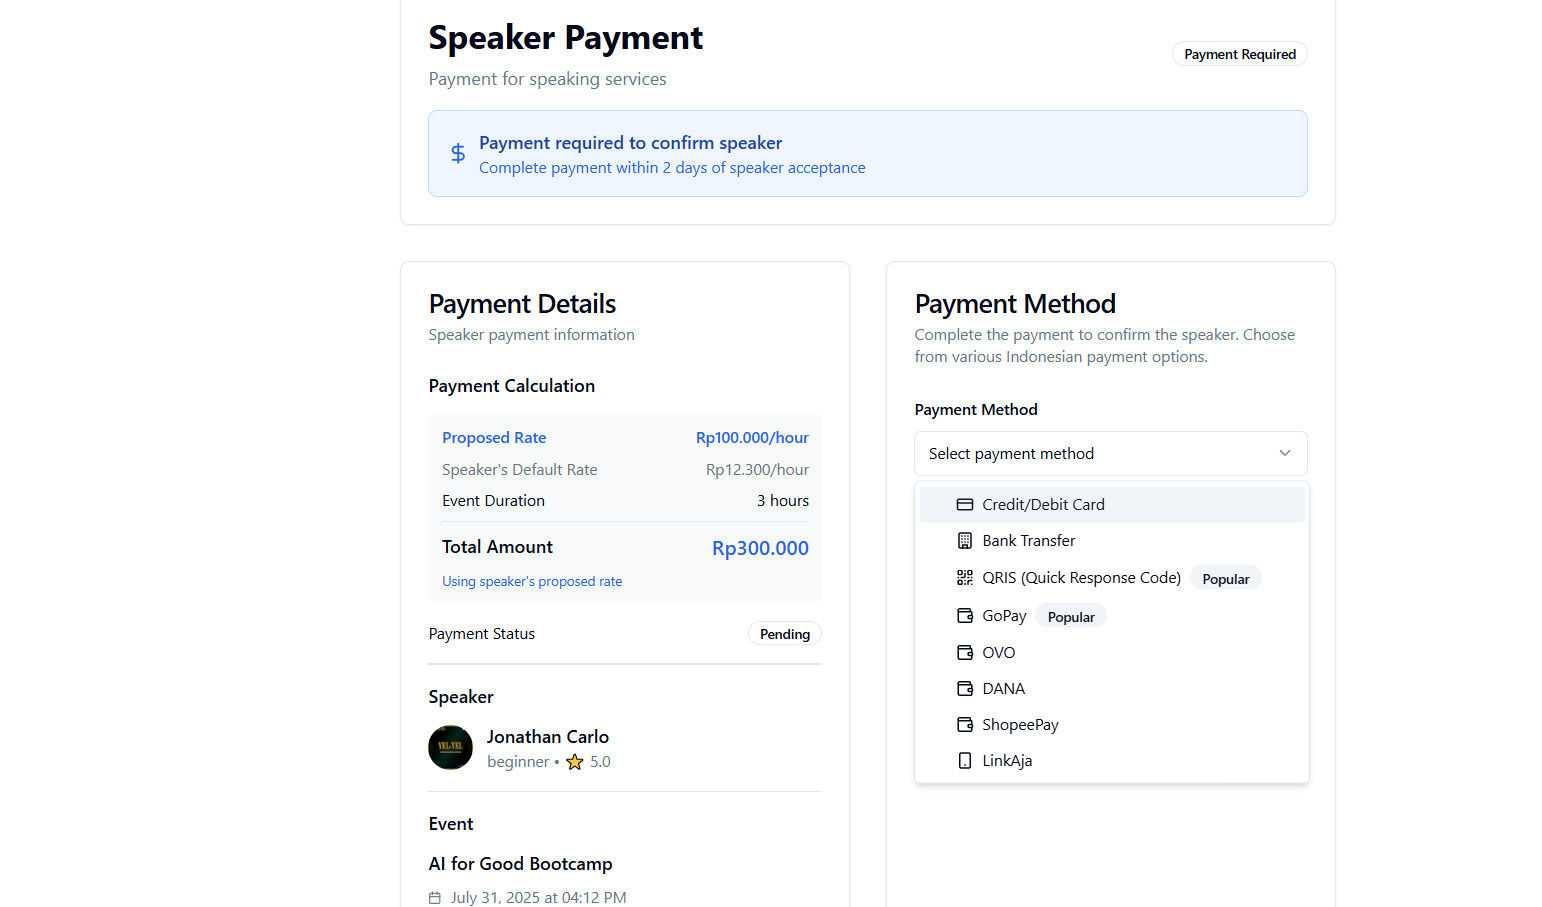 Speaker Payment
Payment for speaking services
Payment Required
Payment required to confirm speaker
Complete payment within 2 days of speaker acceptance
Payment Details
Speaker payment information
Payment Calculation
Proposed Rate Rp100.000/hour
Speaker's Default Rate Rp12.300/hour
Event Duration 3 hours
Total Amount Rp300.000
Using speaker's proposed rate
Payment Status Pending
Speaker
YEL-YEL
Jonathan Carlo
beginner • 5.0
Event
AI for Good Bootcamp
July 31, 2025 at 04:12 PM
Payment Method
Complete the payment to confirm the speaker. Choose
from various Indonesian payment options.
Payment Method
Select payment method
Credit/Debit Card
Bank Transfer
QRIS (Quick Response Code) Popular
GoPay Popular
OVO
DANA
ShopeePay
LinkAja